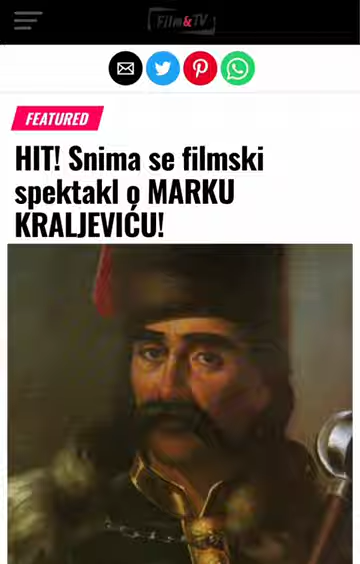 Film&TV
FEATURED
HIT! Snima se filmski
spektakl o MARKU
KRALJEVIĆU!